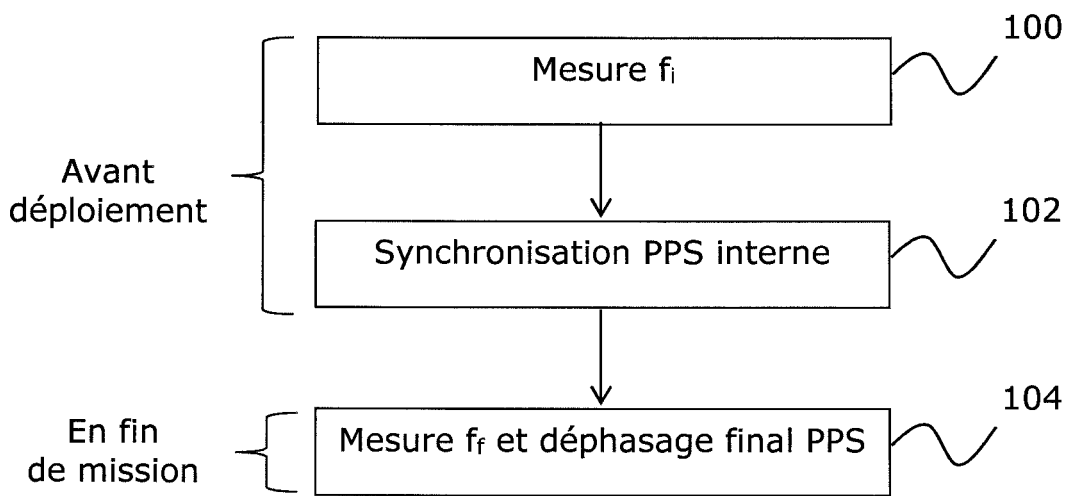 100
Mesure fᵢ
Avant
déploiement
102
Synchronisation PPS interne
104
En fin
de mission
Mesure f_f et déphasage final PPS